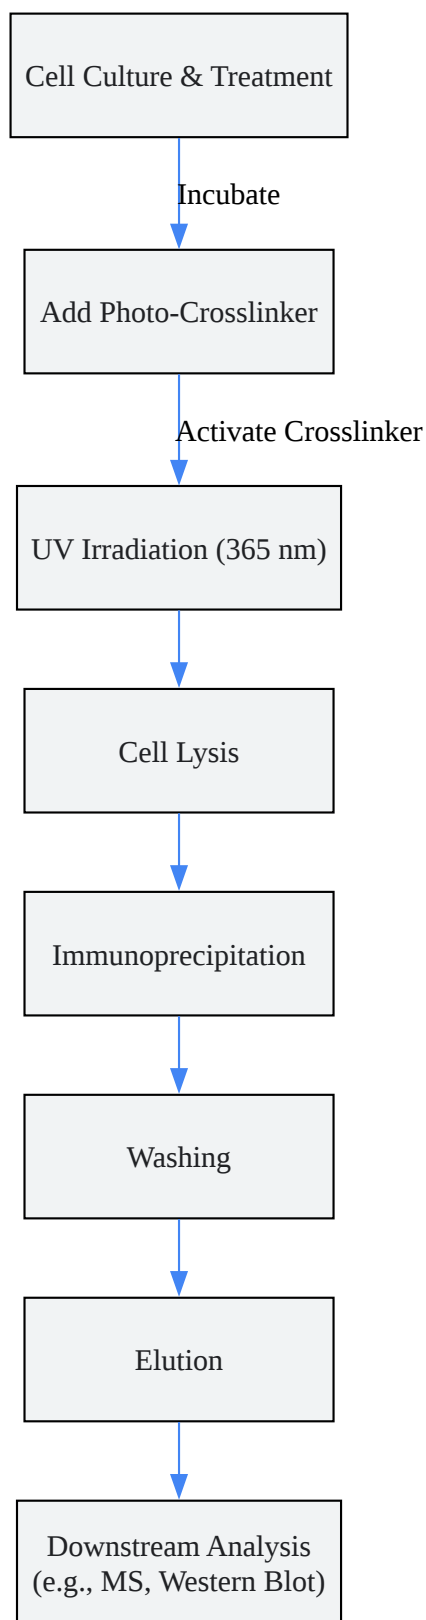 Cell Culture & Treatment
Incubate
Add Photo-Crosslinker
Activate Crosslinker
UV Irradiation (365 nm)
Cell Lysis
Immunoprecipitation
Washing
Elution
Downstream Analysis
(e.g., MS, Western Blot)